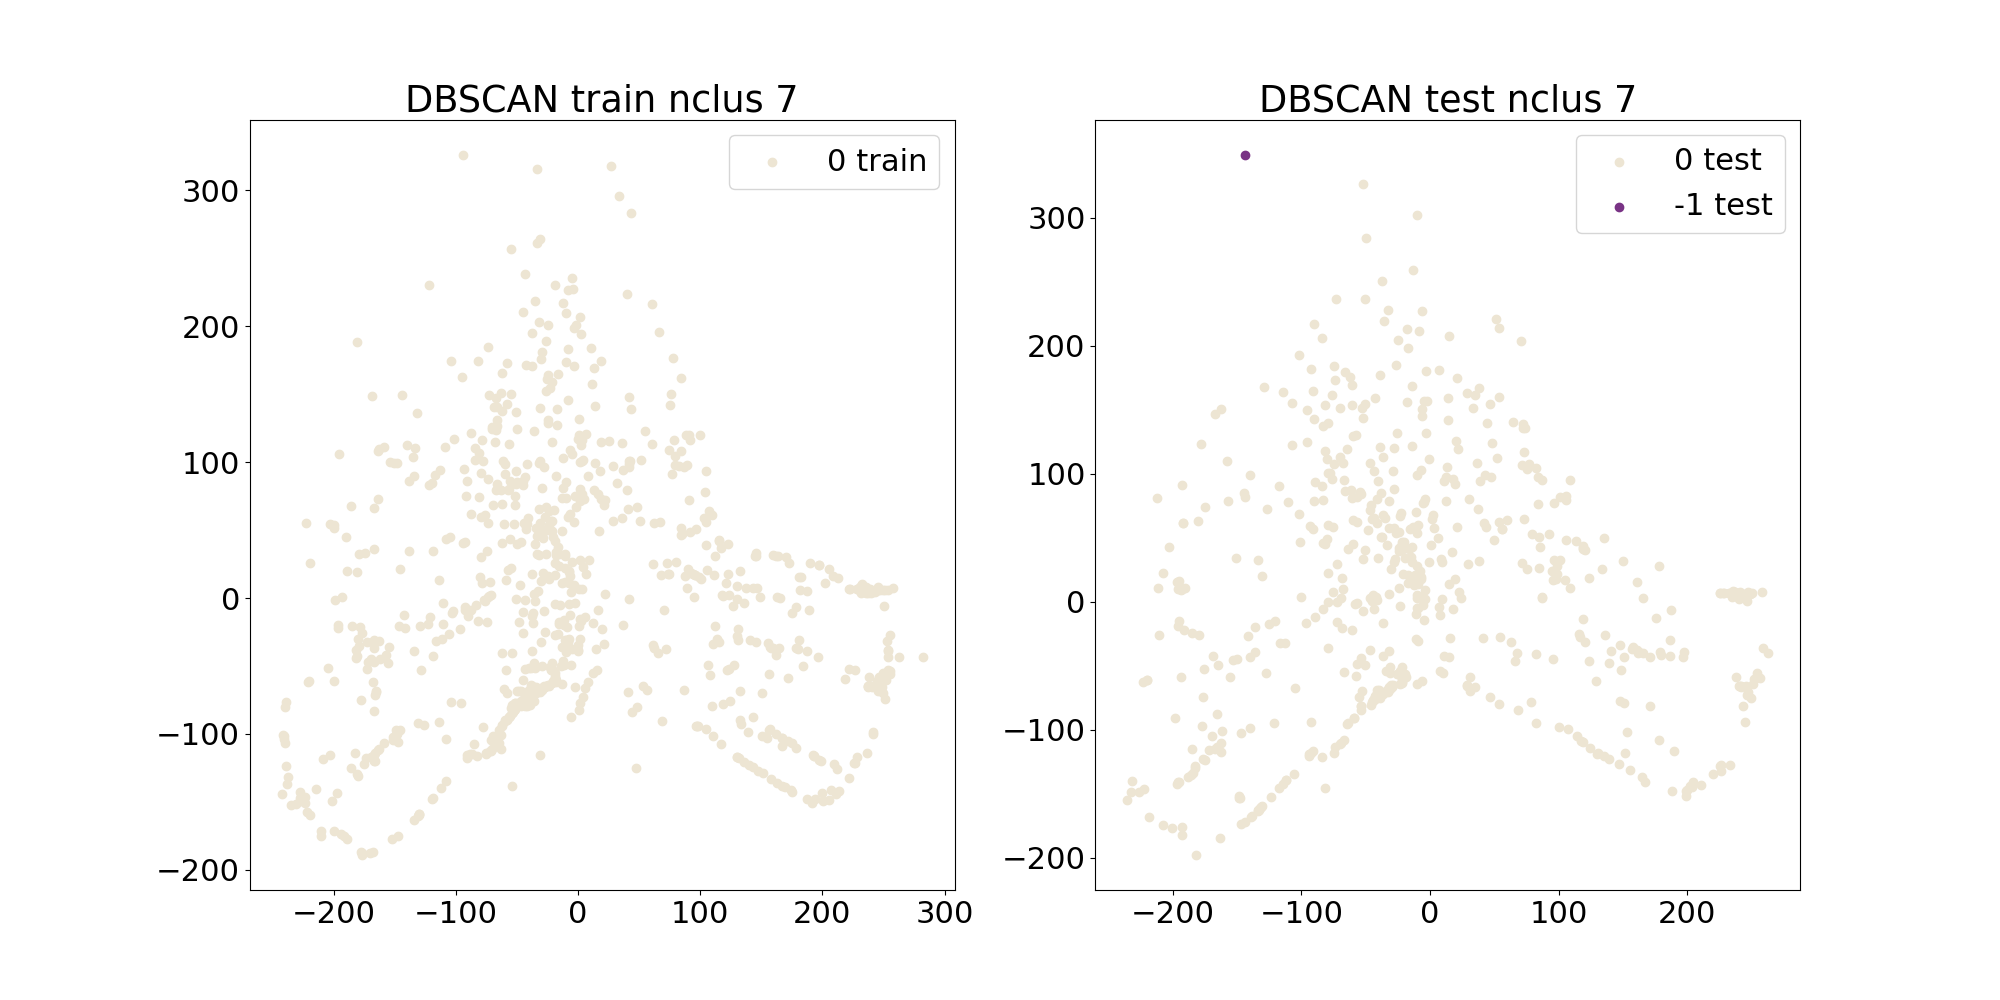 DBSCAN train nclus 7
0 train
300
200
100
0
−100
−200
−200 −100 0 100 200 300
DBSCAN test nclus 7
0 test
-1 test
300
200
100
0
−100
−200
−200 −100 0 100 200